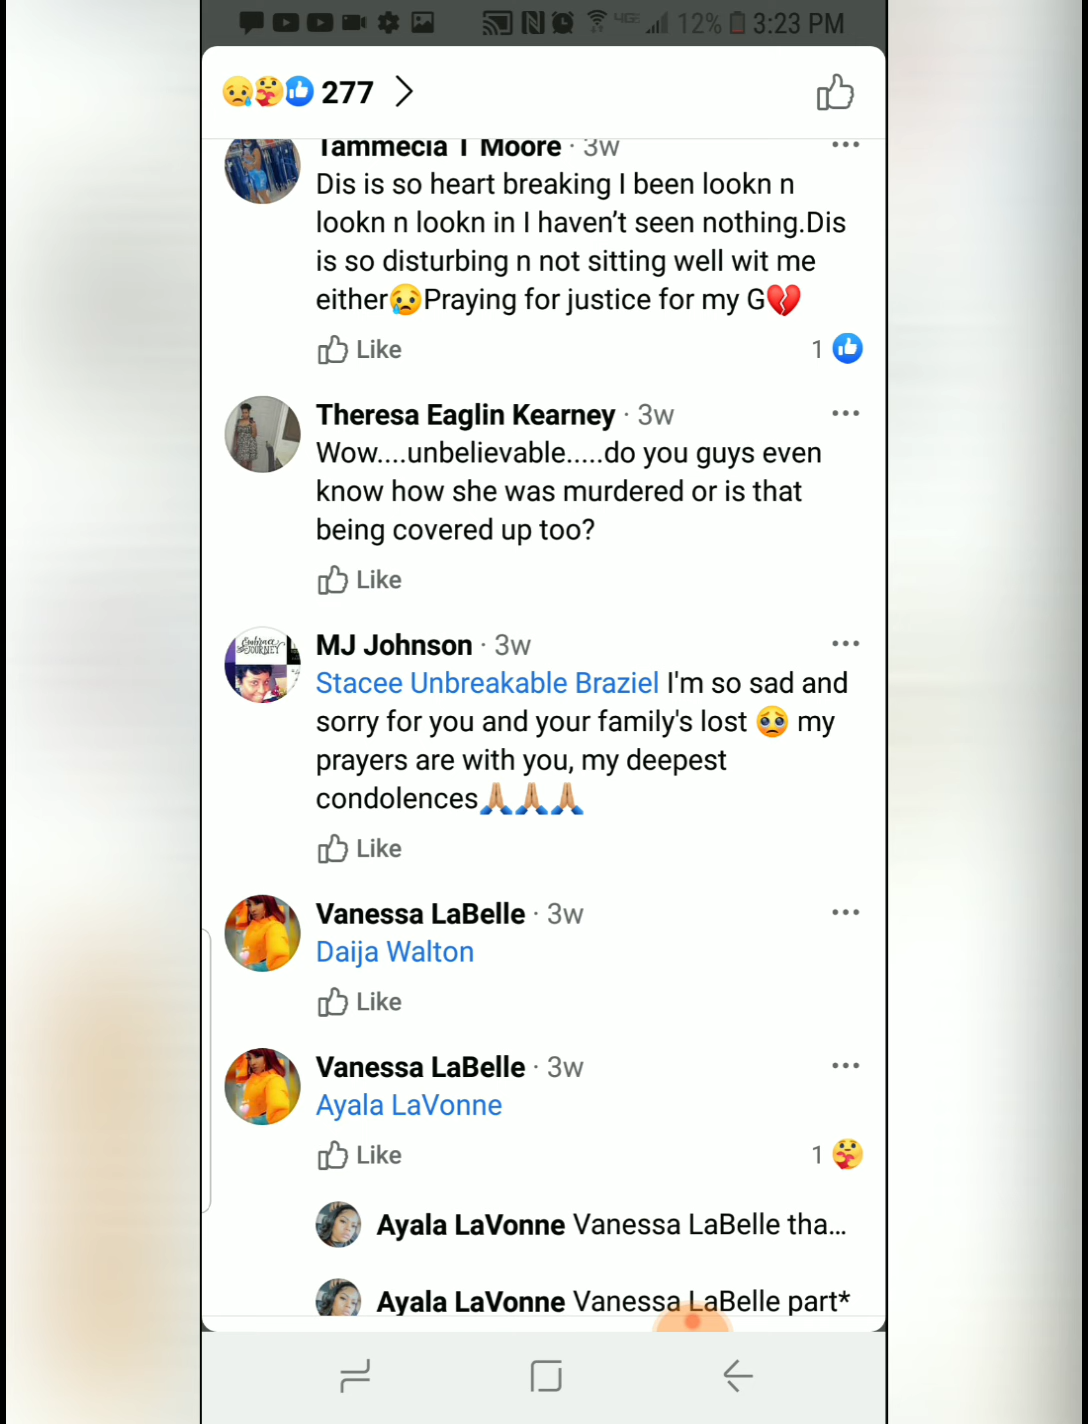 12% 3:23 PM
277
Tammecia T Moore · 3w
Dis is so heart breaking I been lookn n
lookn n lookn in I haven't seen nothing.Dis
is so disturbing n not sitting well wit me
either😢Praying for justice for my G💔
Like
1
Theresa Eaglin Kearney · 3w
Wow....unbelievable.....do you guys even
know how she was murdered or is that
being covered up too?
Like
MJ Johnson · 3w
Stacee Unbreakable Braziel I'm so sad and
sorry for you and your family's lost 🥺 my
prayers are with you, my deepest
condolences🙏🏽🙏🏽🙏🏽
Like
Vanessa LaBelle · 3w
Daija Walton
Like
Vanessa LaBelle · 3w
Ayala LaVonne
Like
1
Ayala LaVonne Vanessa LaBelle tha...
Ayala LaVonne Vanessa LaBelle part*